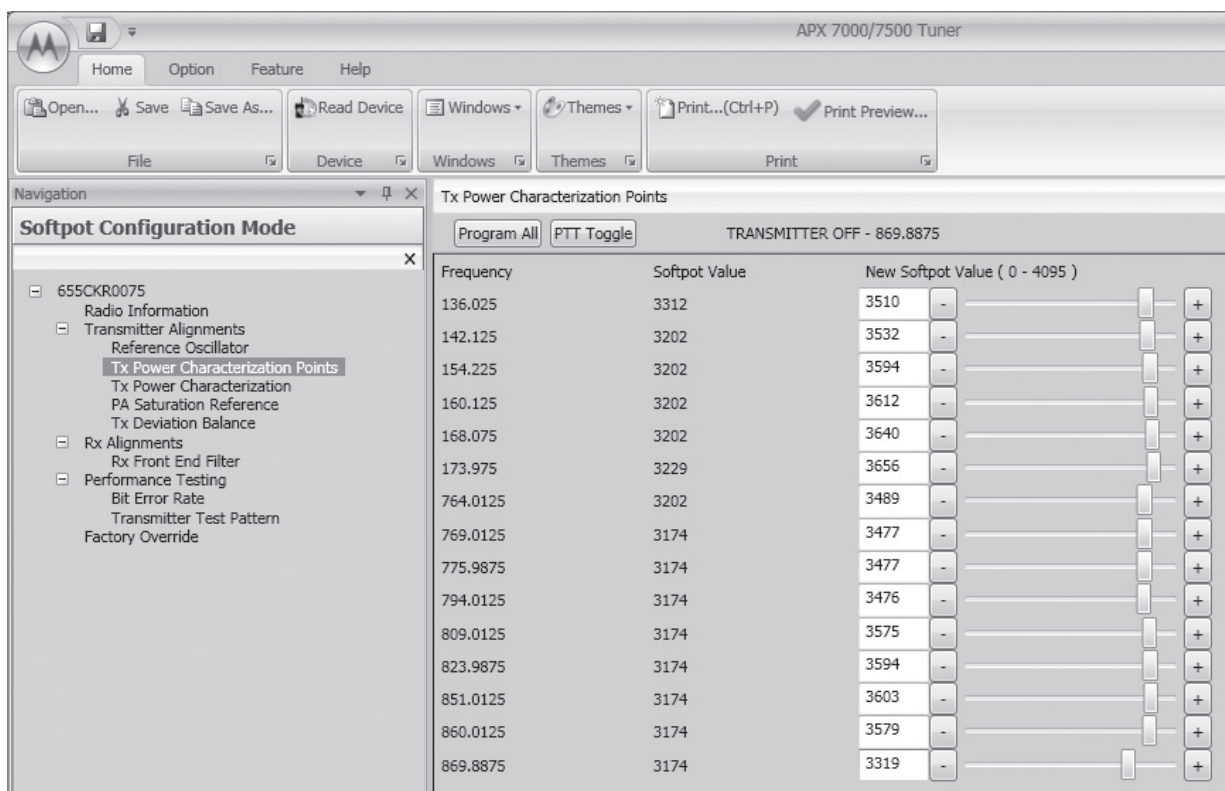 APX 7000/7500 Tuner
Home Option Feature Help
Open... Save Save As... Read Device Windows Themes Print...(Ctrl+P) Print Preview...
File Device Windows Themes Print
Navigation
Softpot Configuration Mode
655CKR0075
Radio Information
Transmitter Alignments
Reference Oscillator
Tx Power Characterization Points
Tx Power Characterization
PA Saturation Reference
Tx Deviation Balance
Rx Alignments
Rx Front End Filter
Performance Testing
Bit Error Rate
Transmitter Test Pattern
Factory Override
Tx Power Characterization Points
Program All PTT Toggle TRANSMITTER OFF - 869.8875
Frequency Softpot Value New Softpot Value ( 0 - 4095 )
136.025 3312 3510 - +
142.125 3202 3532 - +
154.225 3202 3594 - +
160.125 3202 3612 - +
168.075 3202 3640 - +
173.975 3229 3656 - +
764.0125 3202 3489 - +
769.0125 3174 3477 - +
775.9875 3174 3477 - +
794.0125 3174 3476 - +
809.0125 3174 3575 - +
823.9875 3174 3594 - +
851.0125 3174 3603 - +
860.0125 3174 3579 - +
869.8875 3174 3319 - +